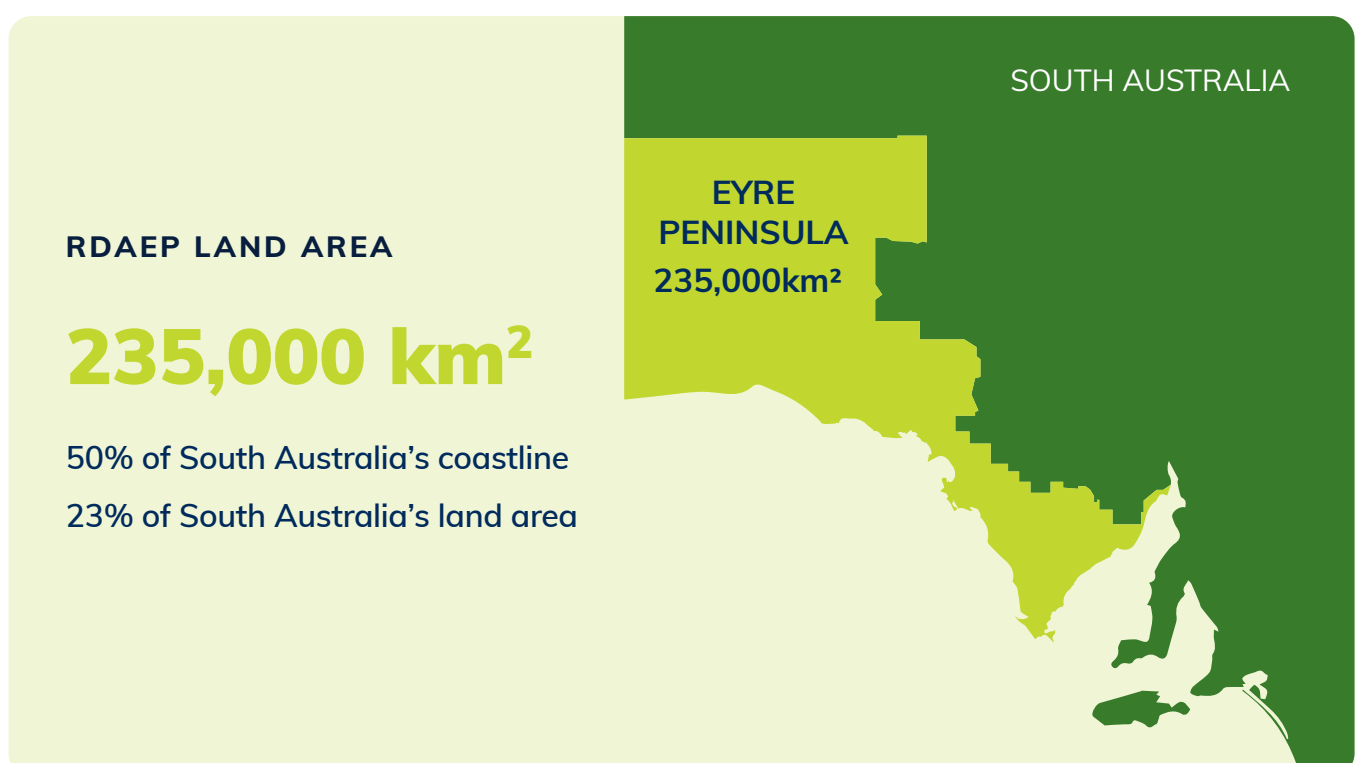 RDAEP LAND AREA
235,000 km²
50% of South Australia’s coastline
23% of South Australia’s land area
SOUTH AUSTRALIA
EYRE
PENINSULA
235,000km²